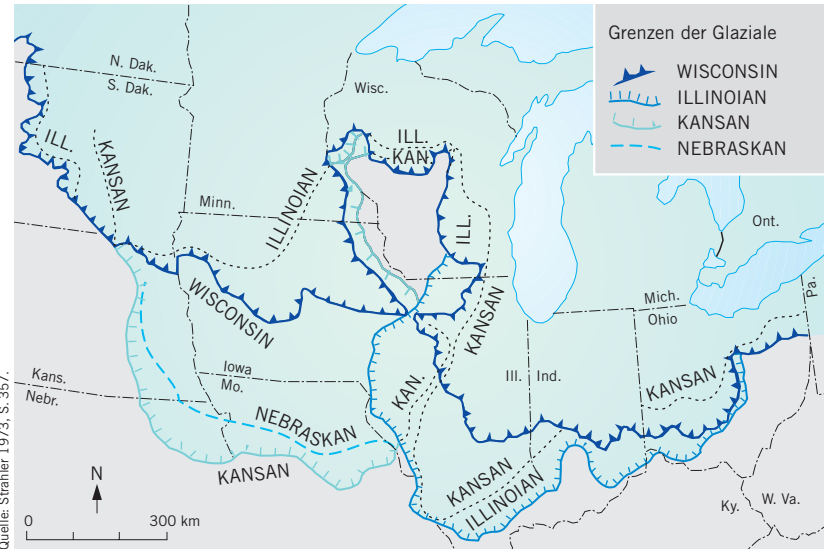 Grenzen der Glaziale
WISCONSIN
ILLINOIAN
KANSAN
NEBRASKAN
N. Dak.
S. Dak.
Wisc.
ILL.
KAN.
ILL.
KANSAN
ILLINOIAN
Minn.
ILL.
Ont.
WISCONSIN
KANSAN
Mich.
Ohio
Pa.
Iowa
Mo.
Kans.
Nebr.
KAN.
Ill.
Ind.
KANSAN
NEBRASKAN
KANSAN
KANSAN
ILLINOIAN
N
0 300 km
Ky.
W. Va.
Quelle: Strahler 1973, S. 357.